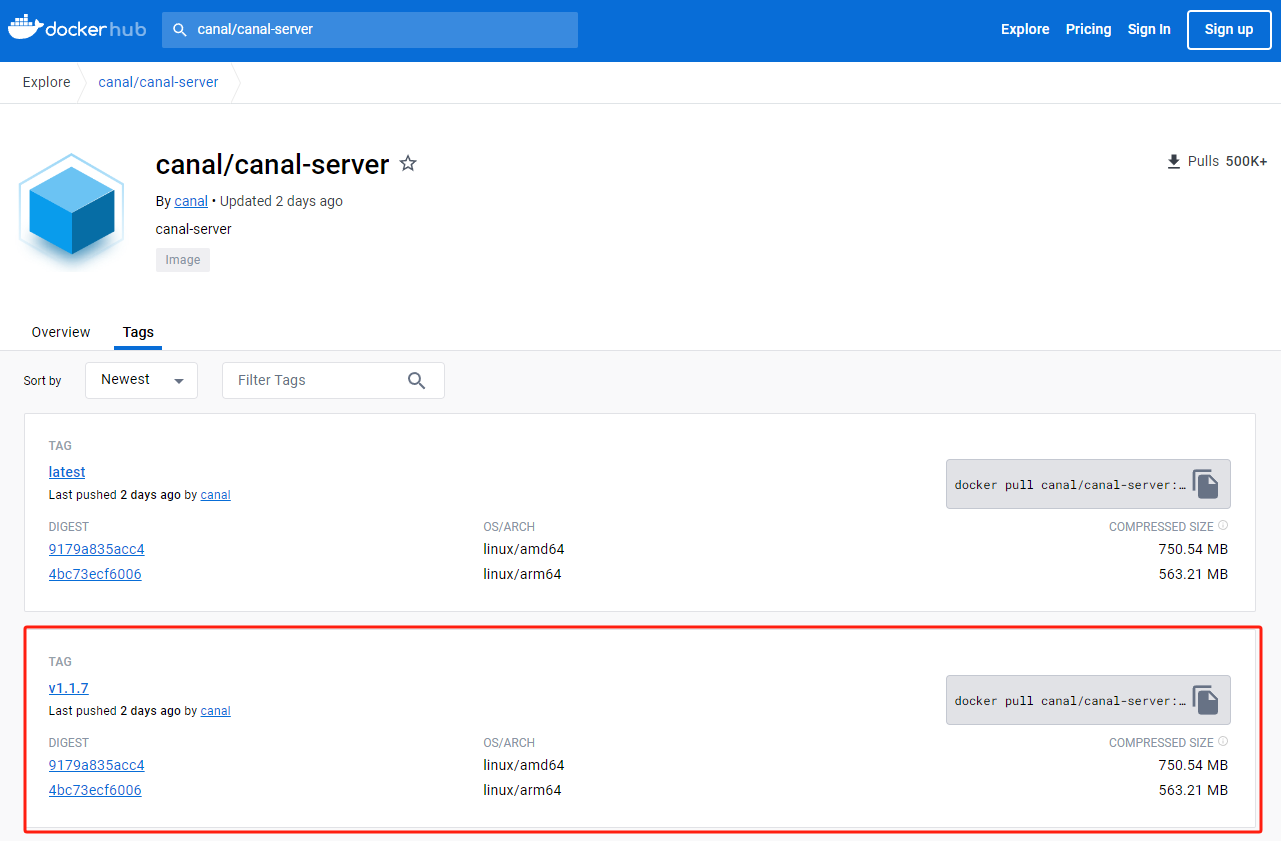 docker hub
canal/canal-server
Explore Pricing Sign In Sign up
Explore canal/canal-server
canal/canal-server
Pulls 500K+
By canal • Updated 2 days ago
canal-server
Image
Overview Tags
Sort by Newest Filter Tags
TAG
latest
docker pull canal/canal-server:…
Last pushed 2 days ago by canal
DIGEST OS/ARCH COMPRESSED SIZE
9179a835acc4 linux/amd64 750.54 MB
4bc73ecf6006 linux/arm64 563.21 MB
TAG
v1.1.7
docker pull canal/canal-server:…
Last pushed 2 days ago by canal
DIGEST OS/ARCH COMPRESSED SIZE
9179a835acc4 linux/amd64 750.54 MB
4bc73ecf6006 linux/arm64 563.21 MB